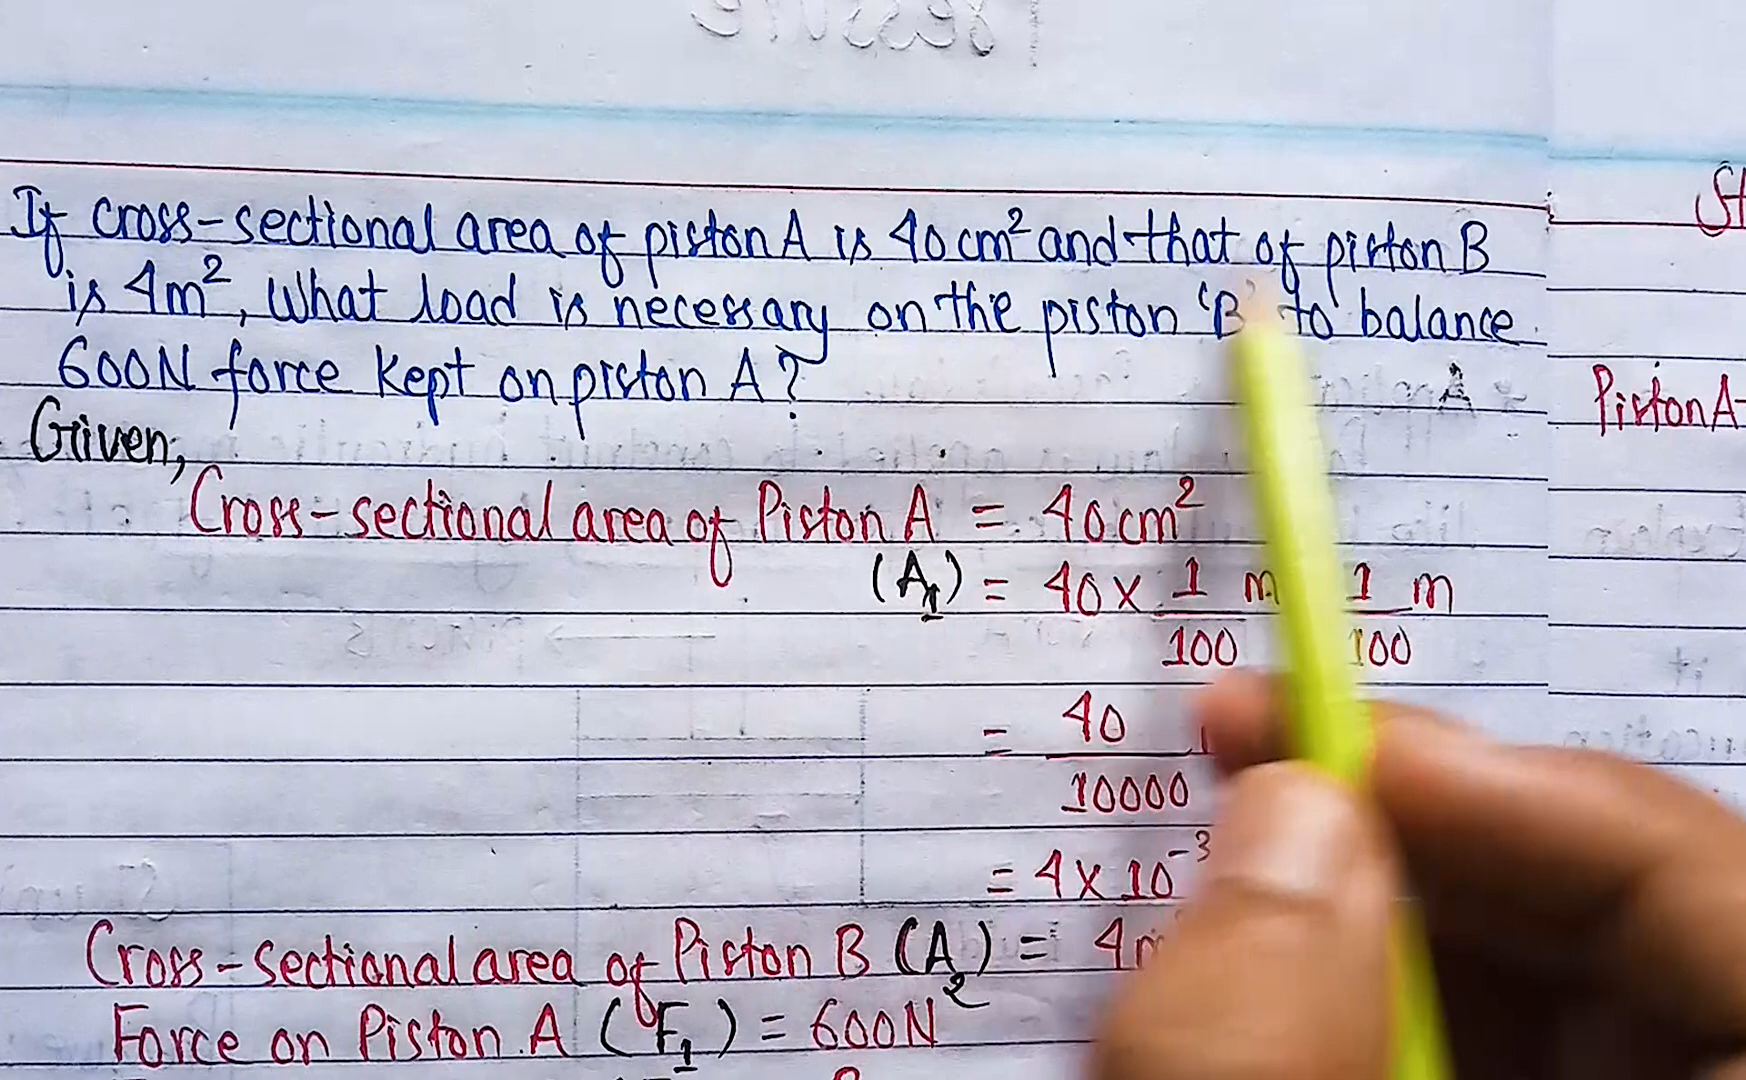 If cross-sectional area of piston A is 40 cm² and that of piston B
is 4m², What load is necessary on the piston 'B' to balance
600N force kept on piston A?
Given,
Cross-sectional area of Piston A = 40cm²
(A₁) = 40 × 1/100 m 1/100 m
= 40/10000
= 4 × 10⁻³
Cross-sectional area of Piston B (A₂) = 4m
Force on Piston A (F₁) = 600N
St
Piston A